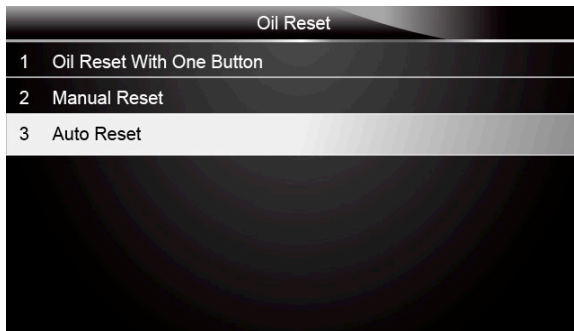 Oil Reset
1 Oil Reset With One Button
2 Manual Reset
3 Auto Reset